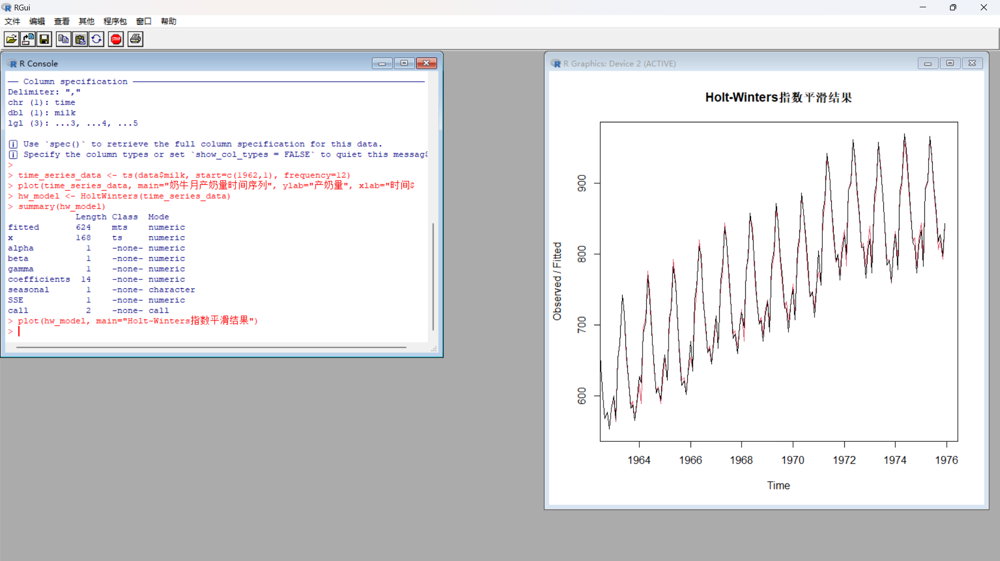 RGui
文件 编辑 查看 其他 程序包 窗口 帮助
STOP
R Console
── Column specification ────────────────────────────────────────────────────────
Delimiter: ","
chr (1): time
dbl (1): milk
lgl (3): ...3, ...4, ...5
i Use `spec()` to retrieve the full column specification for this data.
i Specify the column types or set `show_col_types = FALSE` to quiet this messag$
>
> time_series_data <- ts(data$milk, start=c(1962,1), frequency=12)
> plot(time_series_data, main="奶牛月产奶量时间序列", ylab="产奶量", xlab="时间$
> hw_model <- HoltWinters(time_series_data)
> summary(hw_model)
Length Class Mode
fitted 624 mts numeric
x 168 ts numeric
alpha 1 -none- numeric
beta 1 -none- numeric
gamma 1 -none- numeric
coefficients 14 -none- numeric
seasonal 1 -none- character
SSE 1 -none- numeric
call 2 -none- call
> plot(hw_model, main="Holt-Winters指数平滑结果")
>
R Graphics: Device 2 (ACTIVE)
Holt-Winters指数平滑结果
Observed / Fitted
900
800
700
600
1964 1966 1968 1970 1972 1974 1976
Time